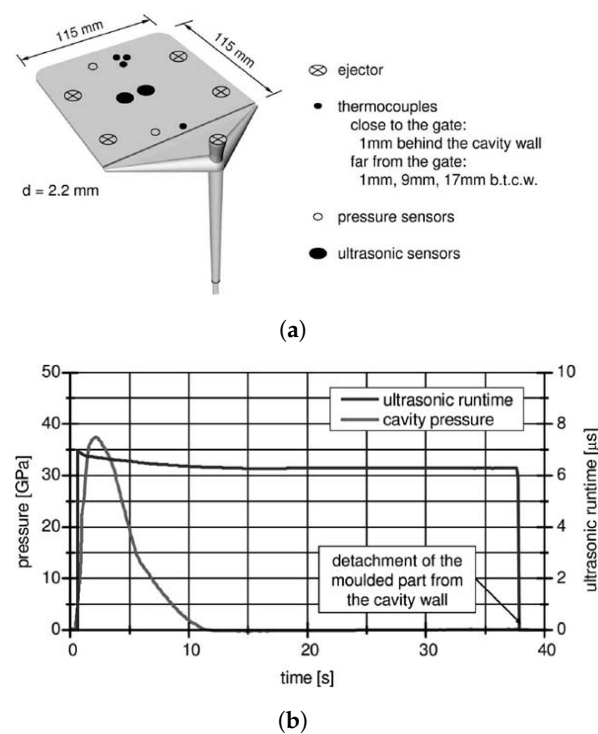 115 mm
115 mm
ejector
thermocouples
close to the gate:
1mm behind the cavity wall
far from the gate:
1mm, 9mm, 17mm b.t.c.w.
d = 2.2 mm
pressure sensors
ultrasonic sensors
(a)
50
40
30
20
10
0
pressure [GPa]
10
8
6
4
2
0
ultrasonic runtime [µs]
ultrasonic runtime
cavity pressure
detachment of the
moulded part from
the cavity wall
0
10
20
30
40
time [s]
(b)